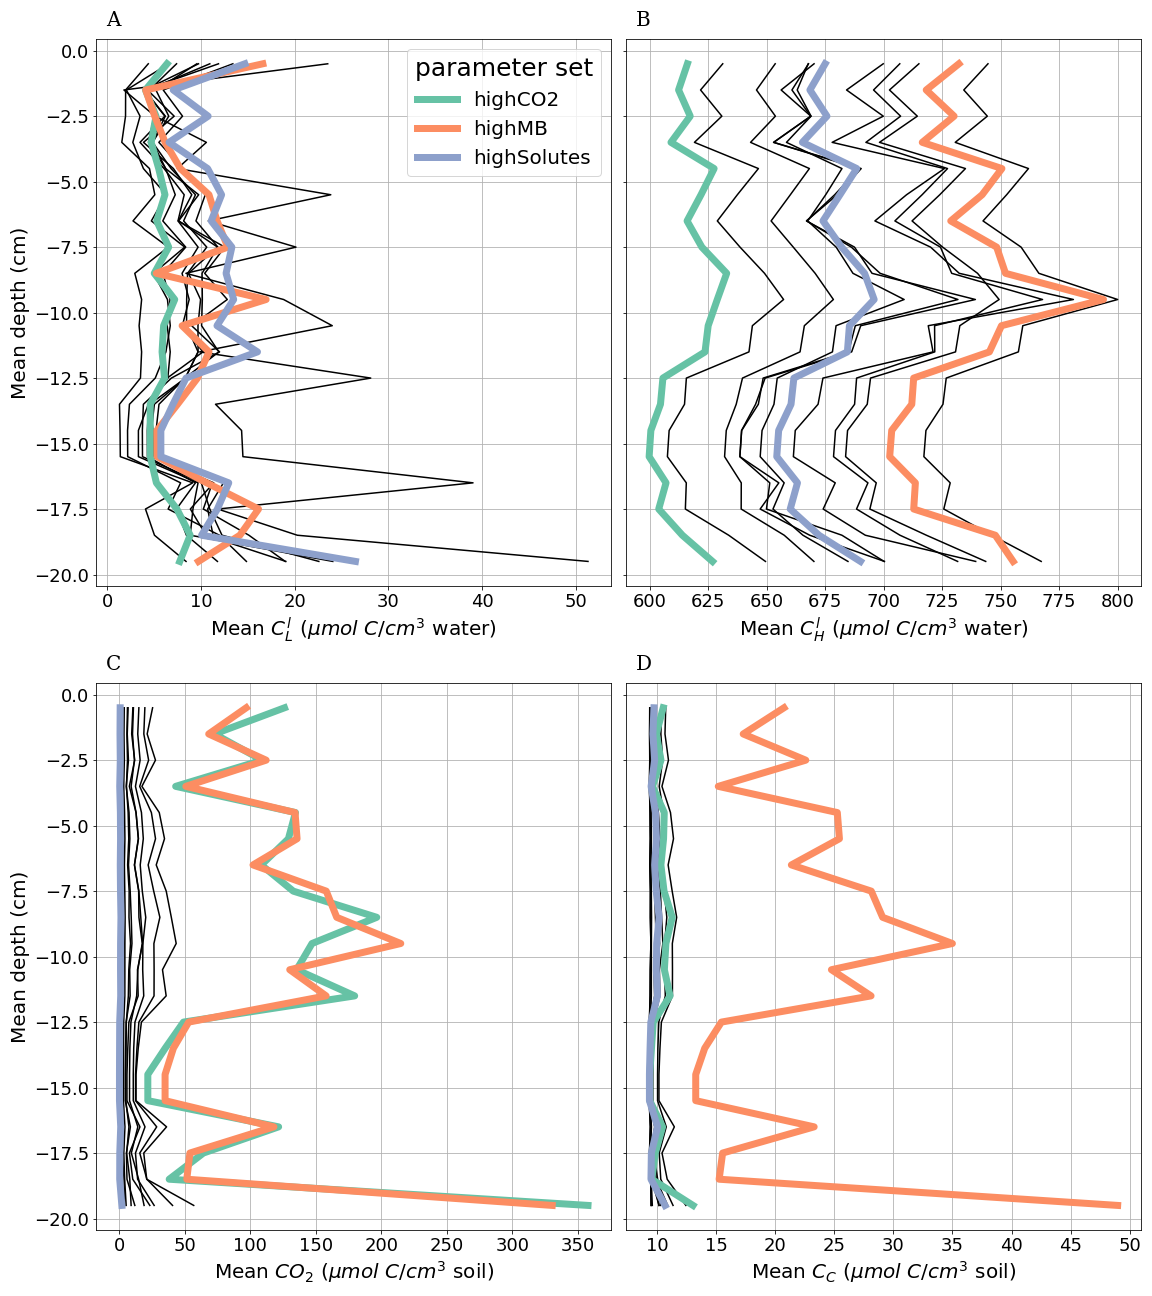 A
B
parameter set
highCO2
highMB
highSolutes
0.0
−2.5
−5.0
−7.5
−10.0
−12.5
−15.0
−17.5
−20.0
Mean depth (cm)
0 10 20 30 40 50
600 625 650 675 700 725 750 775 800
Mean $C_L^l$ ($\mu mol\ C/cm^3$ water)
Mean $C_H^l$ ($\mu mol\ C/cm^3$ water)
C
D
0.0
−2.5
−5.0
−7.5
−10.0
−12.5
−15.0
−17.5
−20.0
Mean depth (cm)
0 50 100 150 200 250 300 350
10 15 20 25 30 35 40 45 50
Mean $CO_2$ ($\mu mol\ C/cm^3$ soil)
Mean $C_C$ ($\mu mol\ C/cm^3$ soil)